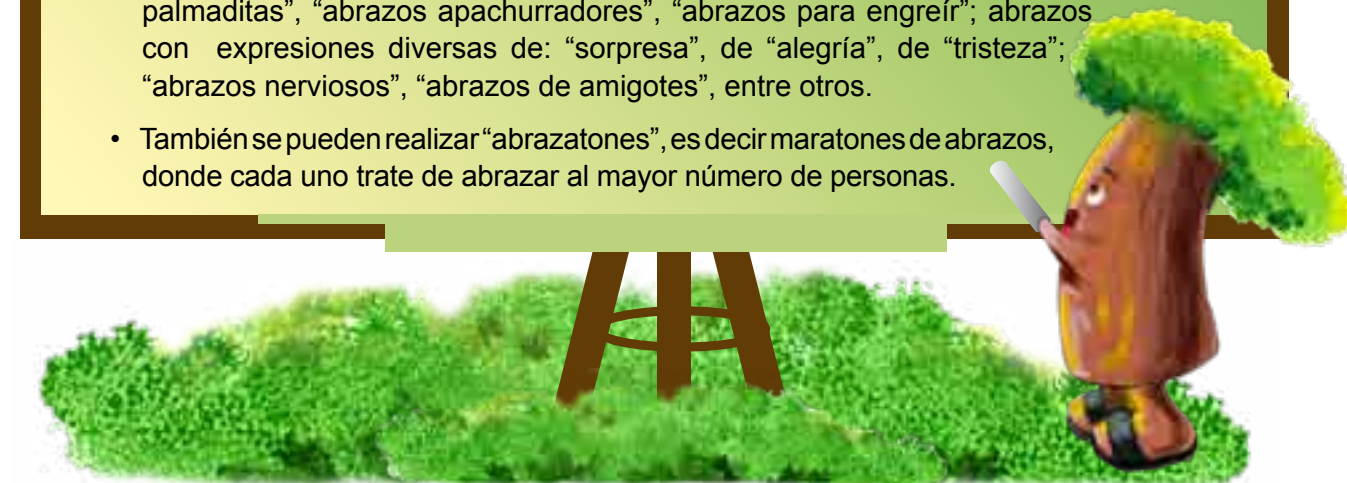 palmaditas”, “abrazos apachurradores”, “abrazos para engreír”; abrazos
con expresiones diversas de: “sorpresa”, de “alegría”, de “tristeza”;
“abrazos nerviosos”, “abrazos de amigotes”, entre otros.
• También se pueden realizar “abrazatones”, es decir maratones de abrazos,
donde cada uno trate de abrazar al mayor número de personas.